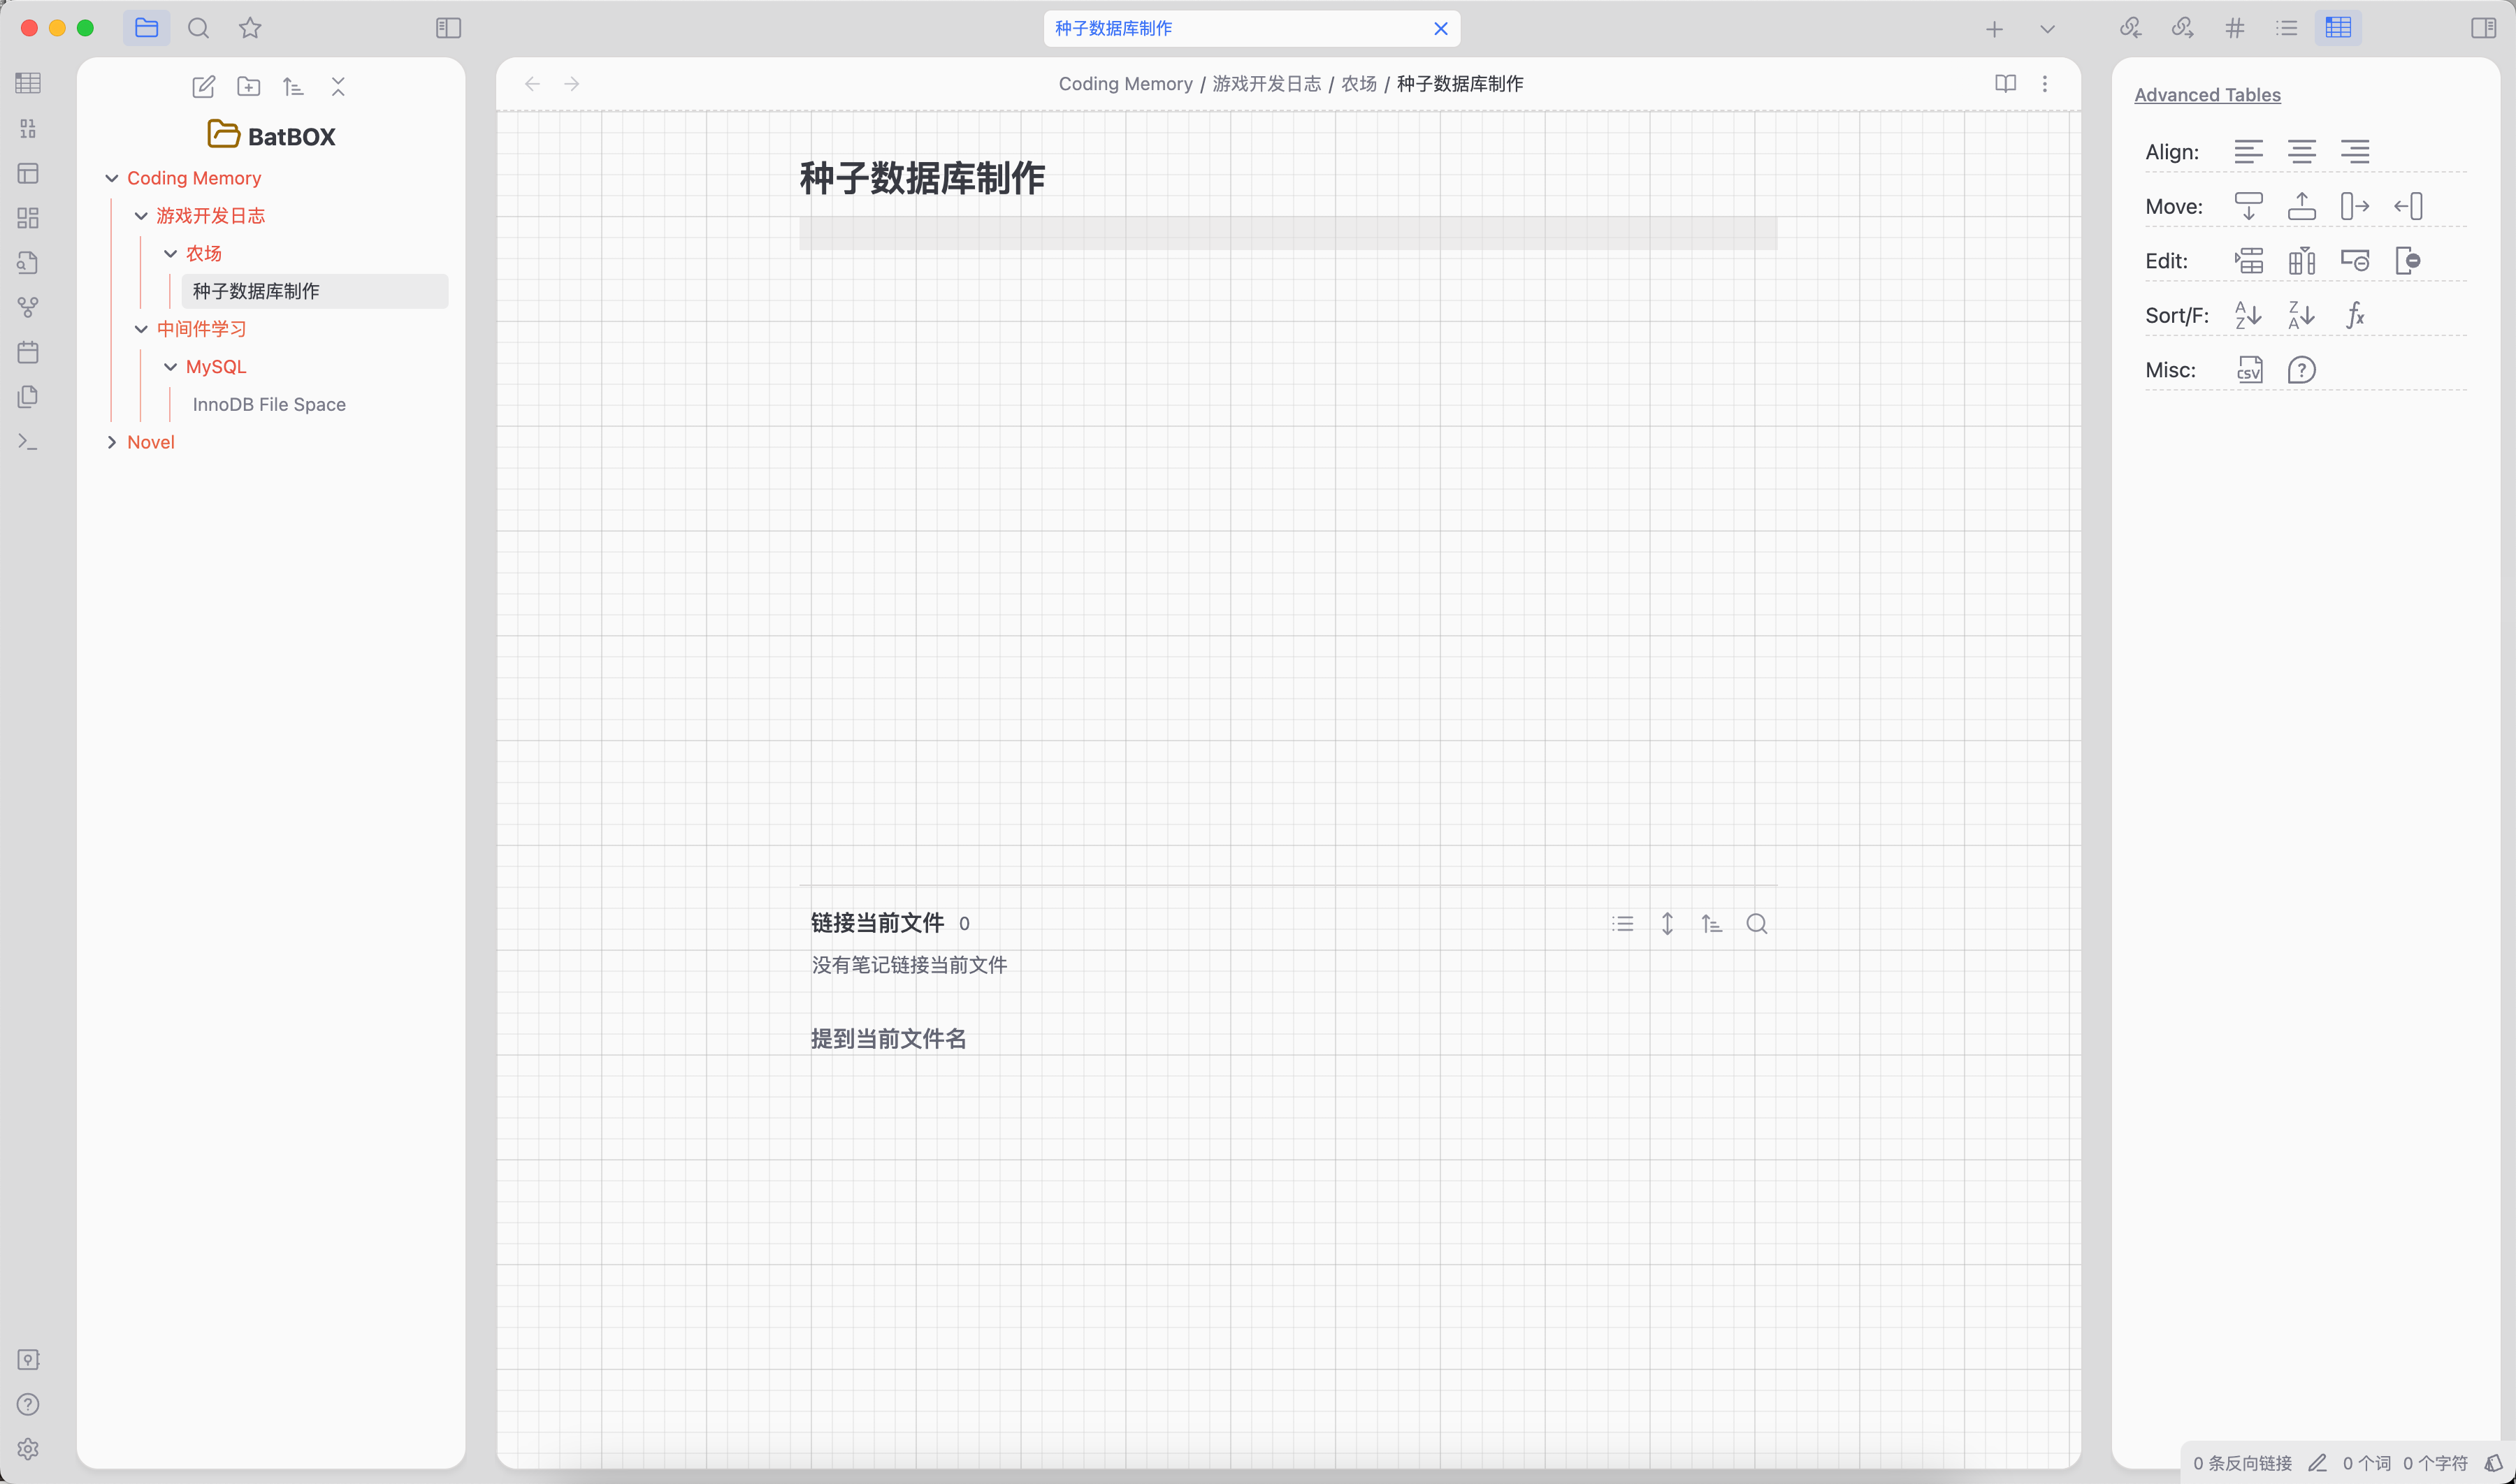 种子数据库制作
BatBOX
Coding Memory
游戏开发日志
农场
种子数据库制作
中间件学习
MySQL
InnoDB File Space
Novel
Coding Memory / 游戏开发日志 / 农场 / 种子数据库制作
种子数据库制作
链接当前文件 0
没有笔记链接当前文件
提到当前文件名
Advanced Tables
Align:
Move:
Edit:
Sort/F:
Misc:
0 条反向链接 0 个词 0 个字符